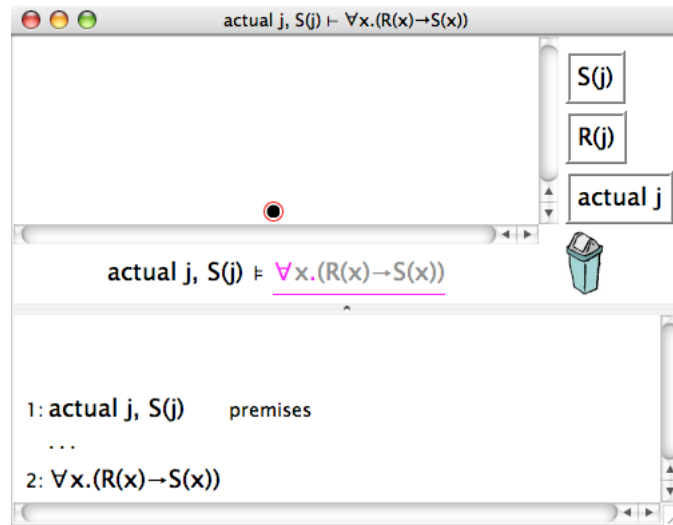 actual j, S(j) ⊢ ∀x.(R(x)→S(x))
S(j)
R(j)
actual j
actual j, S(j) ⊧ ∀x.(R(x)→S(x))
1: actual j, S(j) premises
...
2: ∀x.(R(x)→S(x))